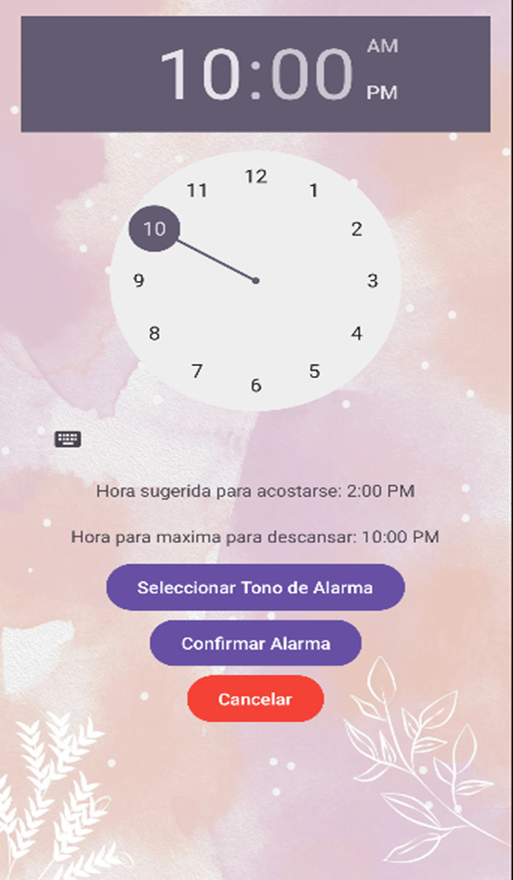 10:00
AM
PM
12
11
1
10
2
9
3
8
4
7
5
6
Hora sugerida para acostarse: 2:00 PM
Hora para maxima para descansar: 10:00 PM
Seleccionar Tono de Alarma
Confirmar Alarma
Cancelar